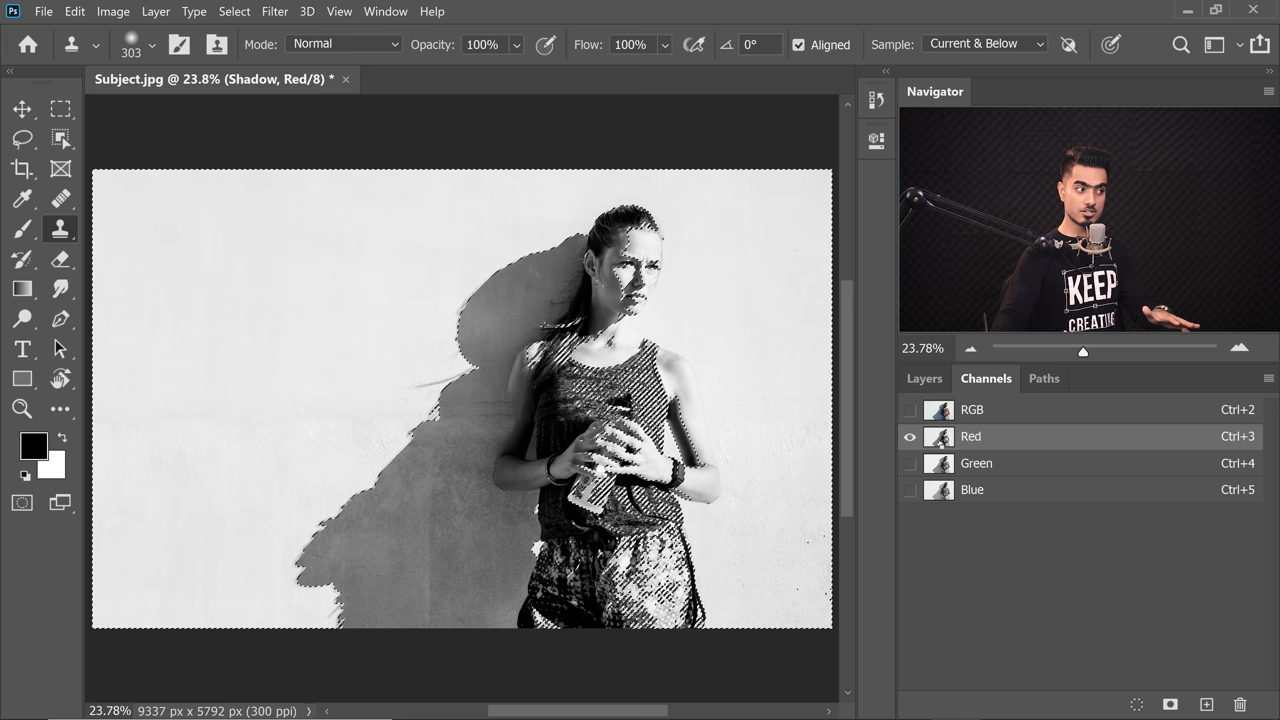 Ps File Edit Image Layer Type Select Filter 3D View Window Help
303 Mode: Normal Opacity: 100% Flow: 100% 0° Aligned Sample: Current & Below
Subject.jpg @ 23.8% (Shadow, Red/8) * ×
Navigator
KEEP
CREATING
23.78%
Layers Channels Paths
RGB Ctrl+2
Red Ctrl+3
Green Ctrl+4
Blue Ctrl+5
T
23.78% 9337 px x 5792 px (300 ppi)